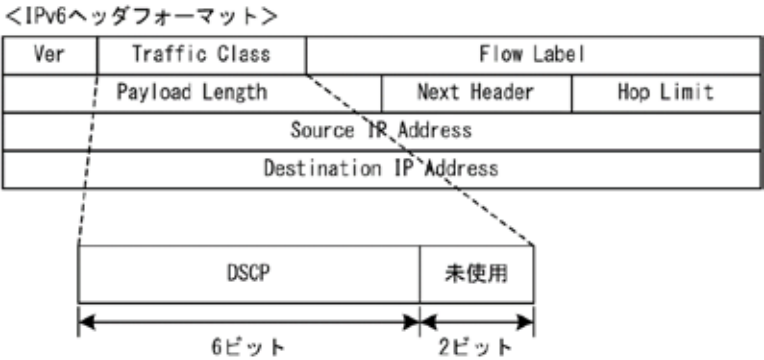 <IPv6ヘッダフォーマット>
Ver Traffic Class Flow Label
Payload Length Next Header Hop Limit
Source IP Address
Destination IP Address
DSCP 未使用
6ビット 2ビット